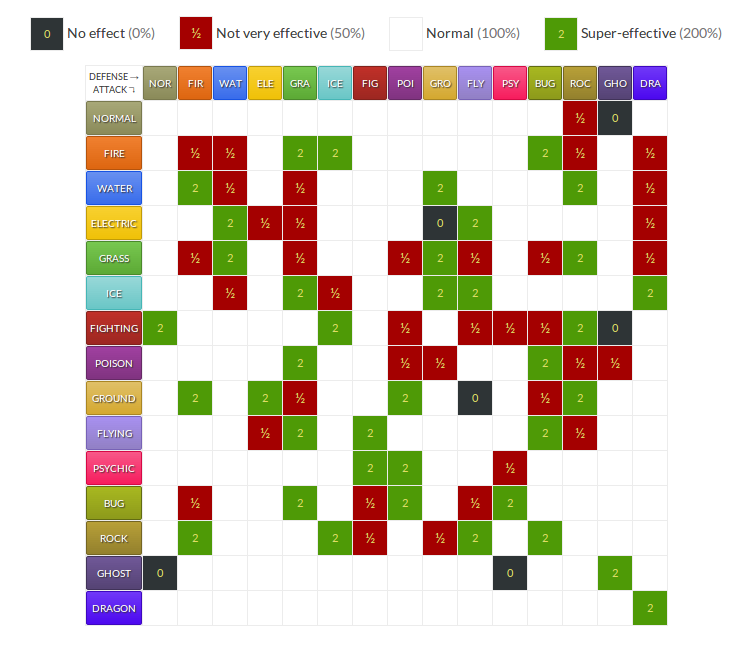 0 No effect (0%) ½ Not very effective (50%) Normal (100%) 2 Super-effective (200%)
DEFENSE → NOR FIR WAT ELE GRA ICE FIG POI GRO FLY PSY BUG ROC GHO DRA
ATTACK ↴
NORMAL ½ 0
FIRE ½ ½ 2 2 2 ½ ½
WATER 2 ½ ½ 2 2 ½
ELECTRIC 2 ½ ½ 0 2 ½
GRASS ½ 2 ½ ½ 2 ½ ½ 2 ½
ICE ½ 2 ½ 2 2 2
FIGHTING 2 2 ½ ½ ½ ½ 2 0
POISON 2 ½ ½ 2 ½ ½
GROUND 2 2 ½ 2 0 ½ 2
FLYING ½ 2 2 2 ½
PSYCHIC 2 2 ½
BUG ½ 2 ½ 2 ½ 2
ROCK 2 2 ½ ½ 2 2
GHOST 0 0 2
DRAGON 2